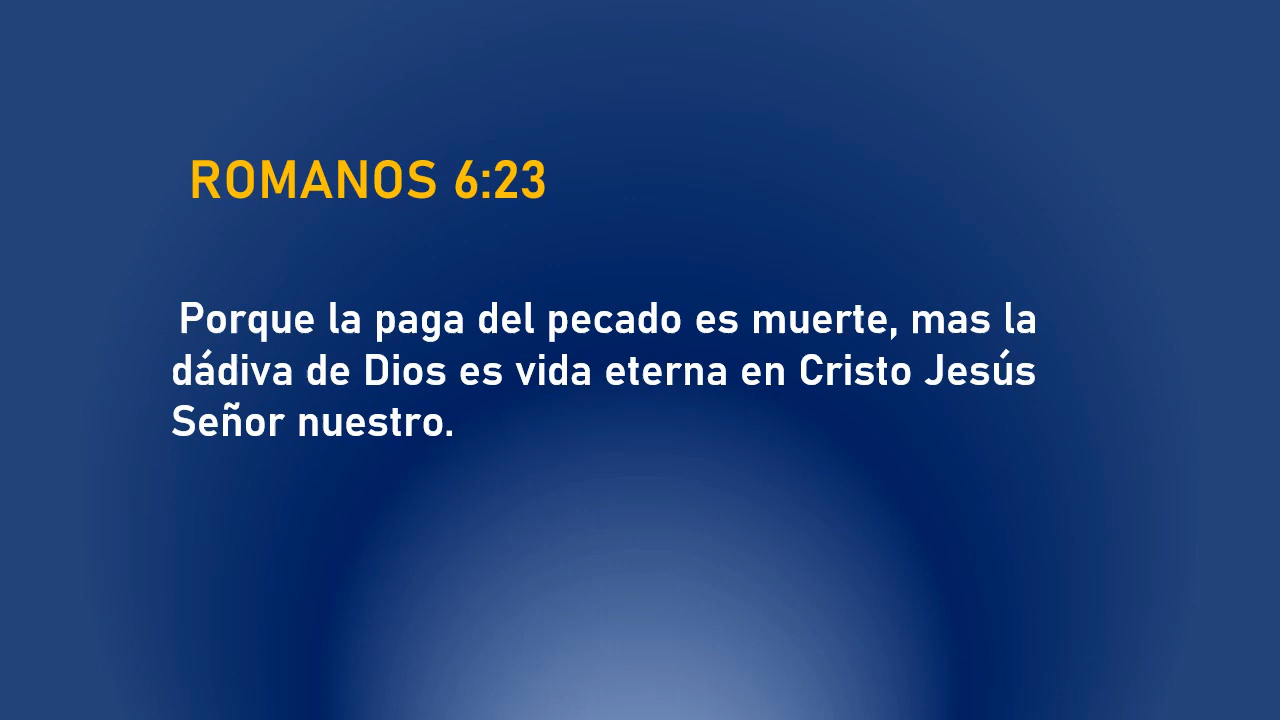 ROMANOS 6:23
Porque la paga del pecado es muerte, mas la
dádiva de Dios es vida eterna en Cristo Jesús
Señor nuestro.